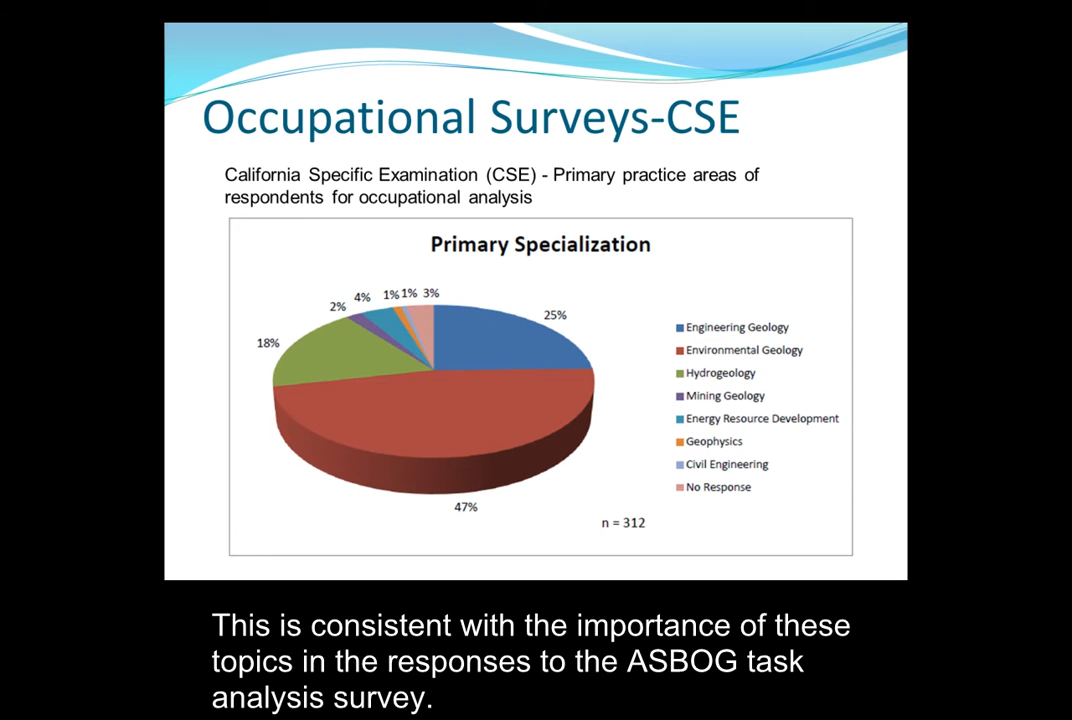 Occupational Surveys-CSE
California Specific Examination (CSE) - Primary practice areas of
respondents for occupational analysis
Primary Specialization
2%
4%
1%
1%
3%
25%
18%
47%
Engineering Geology
Environmental Geology
Hydrogeology
Mining Geology
Energy Resource Development
Geophysics
Civil Engineering
No Response
n = 312
This is consistent with the importance of these
topics in the responses to the ASBOG task
analysis survey.